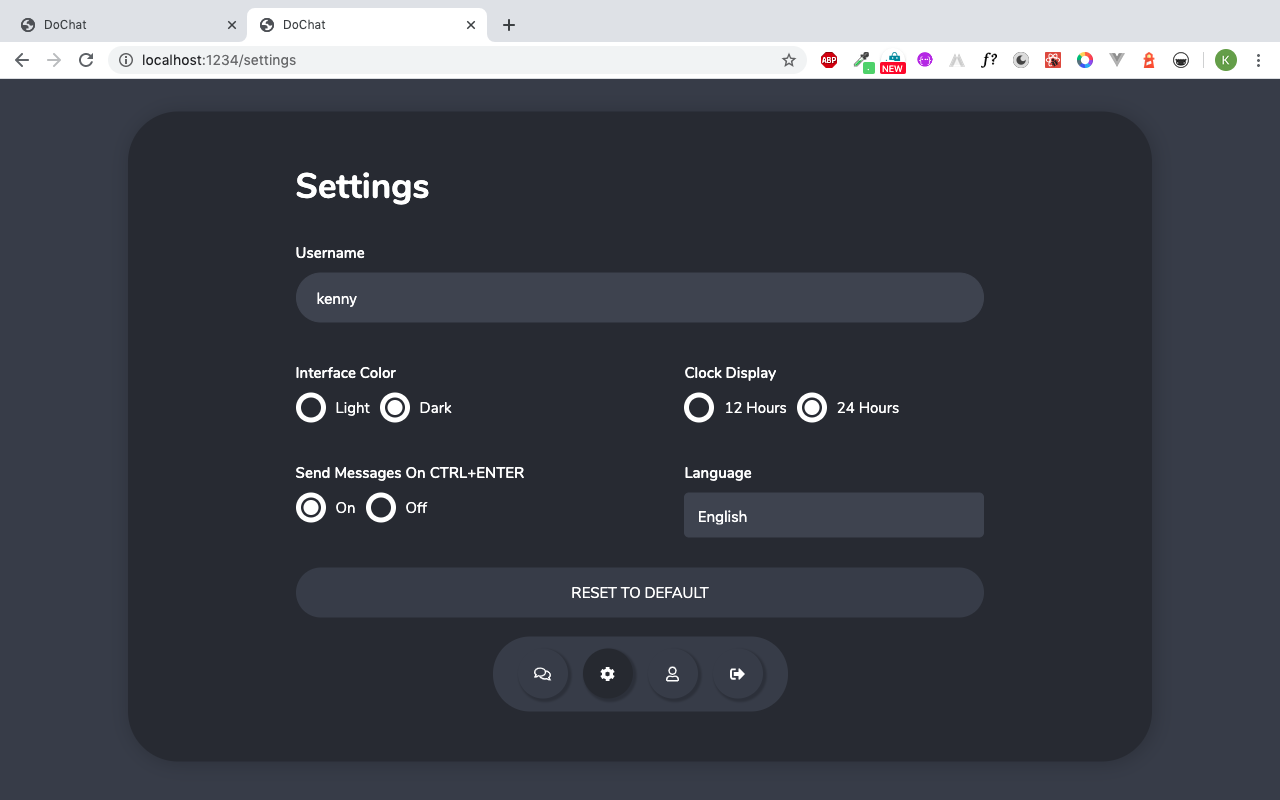 DoChat
DoChat
localhost:1234/settings
ABP
NEW
f?
K
Settings
Username
kenny
Interface Color
Clock Display
Light Dark
12 Hours 24 Hours
Send Messages On CTRL+ENTER
Language
On Off
English
RESET TO DEFAULT